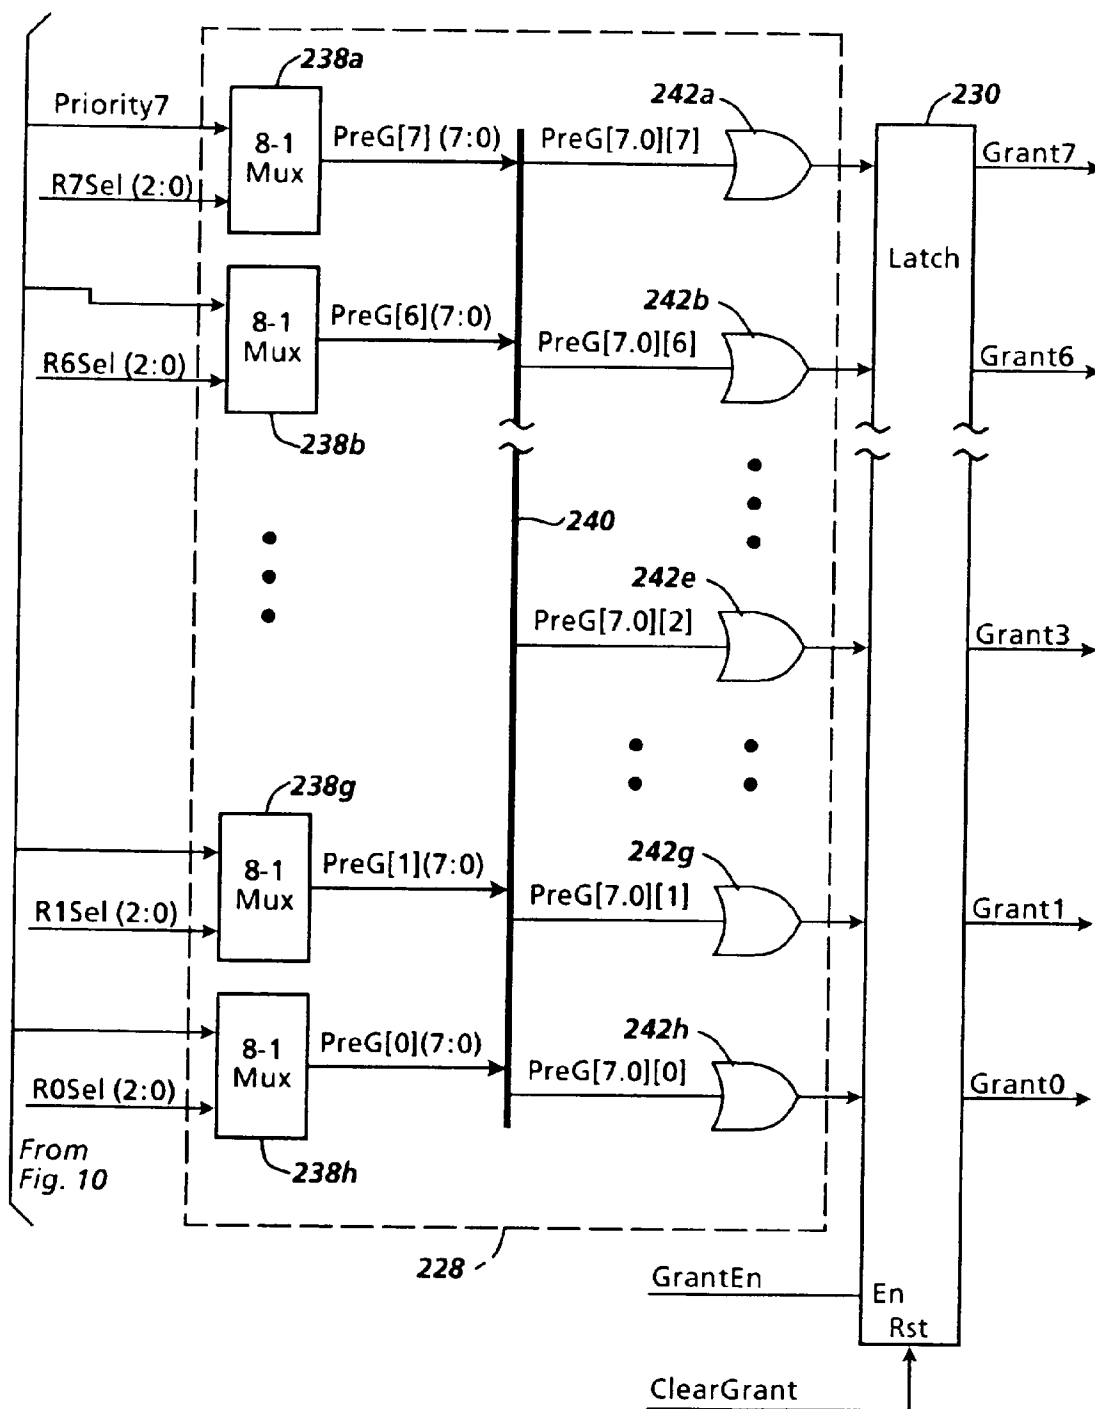 238a
242a
230
Priority7
8-1
Mux
PreG[7] (7:0)
PreG[7.0][7]
Grant7
R7Sel (2:0)
Latch
242b
8-1
Mux
PreG[6](7:0)
PreG[7.0][6]
Grant6
R6Sel (2:0)
238b
240
242e
PreG[7.0][2]
Grant3
238g
242g
8-1
Mux
PreG[1](7:0)
PreG[7.0][1]
Grant1
R1Sel (2:0)
242h
8-1
Mux
PreG[0](7:0)
PreG[7.0][0]
Grant0
R0Sel (2:0)
From
Fig. 10
238h
228
GrantEn
En
Rst
ClearGrant